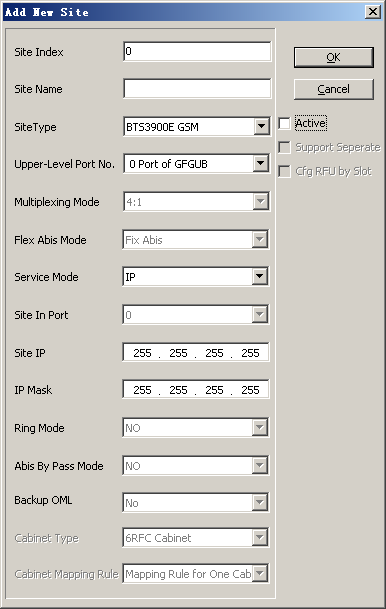 Add New Site
Site Index 0
OK
Site Name
Cancel
SiteType BTS3900E GSM
Active
Upper-Level Port No. 0 Port of GFGUB
Support Seperate
Cfg RFU by Slot
Multiplexing Mode 4:1
Flex Abis Mode Fix Abis
Service Mode IP
Site In Port 0
Site IP 255 . 255 . 255 . 255
IP Mask 255 . 255 . 255 . 255
Ring Mode NO
Abis By Pass Mode NO
Backup OML No
Cabinet Type 6RFC Cabinet
Cabinet Mapping Rule Mapping Rule for One Cab